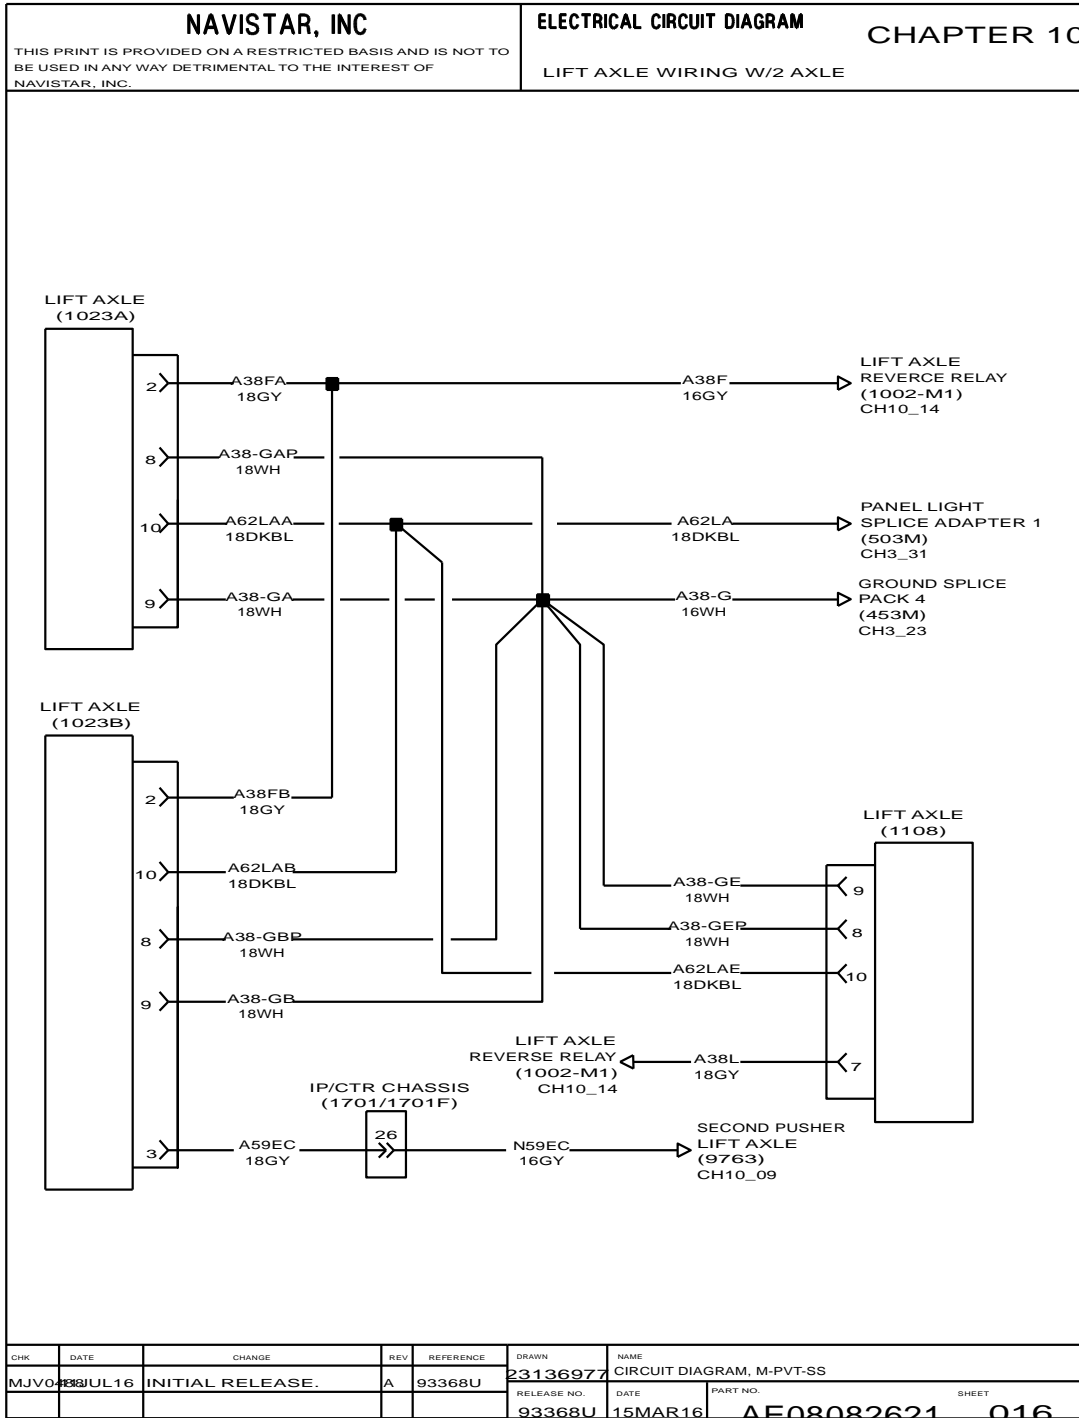 NAVISTAR, INC
THIS PRINT IS PROVIDED ON A RESTRICTED BASIS AND IS NOT TO
BE USED IN ANY WAY DETRIMENTAL TO THE INTEREST OF
NAVISTAR, INC.
ELECTRICAL CIRCUIT DIAGRAM
CHAPTER 10
LIFT AXLE WIRING W/2 AXLE
LIFT AXLE
(1023A)
2
A38FA
18GY
A38F
16GY
LIFT AXLE
REVERCE RELAY
(1002-M1)
CH10_14
8
A38-GAP
18WH
10
A62LAA
18DKBL
A62LA
18DKBL
PANEL LIGHT
SPLICE ADAPTER 1
(503M)
CH3_31
9
A38-GA
18WH
A38-G
16WH
GROUND SPLICE
PACK 4
(453M)
CH3_23
LIFT AXLE
(1023B)
2
A38FB
18GY
10
A62LAB
18DKBL
8
A38-GBP
18WH
9
A38-GB
18WH
LIFT AXLE
(1108)
A38-GE
18WH
9
A38-GEP
18WH
8
A62LAE
18DKBL
10
LIFT AXLE
REVERSE RELAY
(1002-M1)
CH10_14
A38L
18GY
7
IP/CTR CHASSIS
(1701/1701F)
3
A59EC
18GY
26
N59EC
16GY
SECOND PUSHER
LIFT AXLE
(9763)
CH10_09
CHK DATE CHANGE REV REFERENCE
INITIAL RELEASE. A 93368U
DRAWN
23136977
NAME
CIRCUIT DIAGRAM, M-PVT-SS
RELEASE NO.
93368U
DATE
15MAR16
PART NO.
AE08082621
SHEET
016